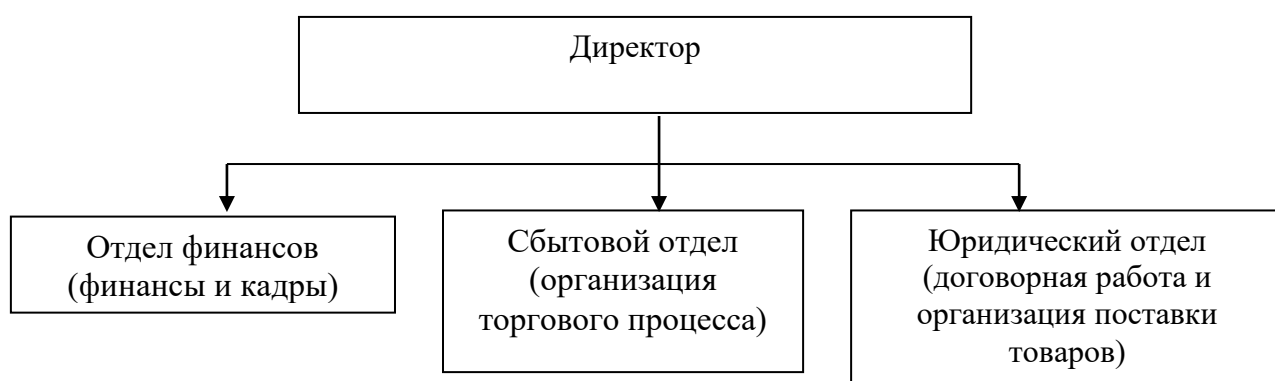 Директор
Отдел финансов
(финансы и кадры)
Сбытовой отдел
(организация
торгового процесса)
Юридический отдел
(договорная работа и
организация поставки
товаров)